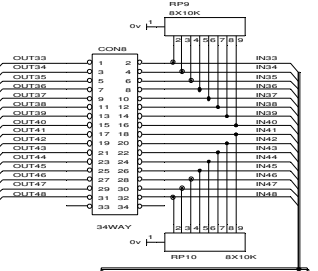 RP9
8X10K
0v 1
2 3 4 5 6 7 8 9
CON8
OUT33 1 2 IN33
OUT34 3 4 IN34
OUT35 5 6 IN35
OUT36 7 8 IN36
OUT37 9 10 IN37
OUT38 11 12 IN38
OUT39 13 14 IN39
OUT40 15 16 IN40
OUT41 17 18 IN41
OUT42 19 20 IN42
OUT43 21 22 IN43
OUT44 23 24 IN44
OUT45 25 26 IN45
OUT46 27 28 IN46
OUT47 29 30 IN47
OUT48 31 32 IN48
33 34
34WAY
2 3 4 5 6 7 8 9
0v 1
RP10 8X10K